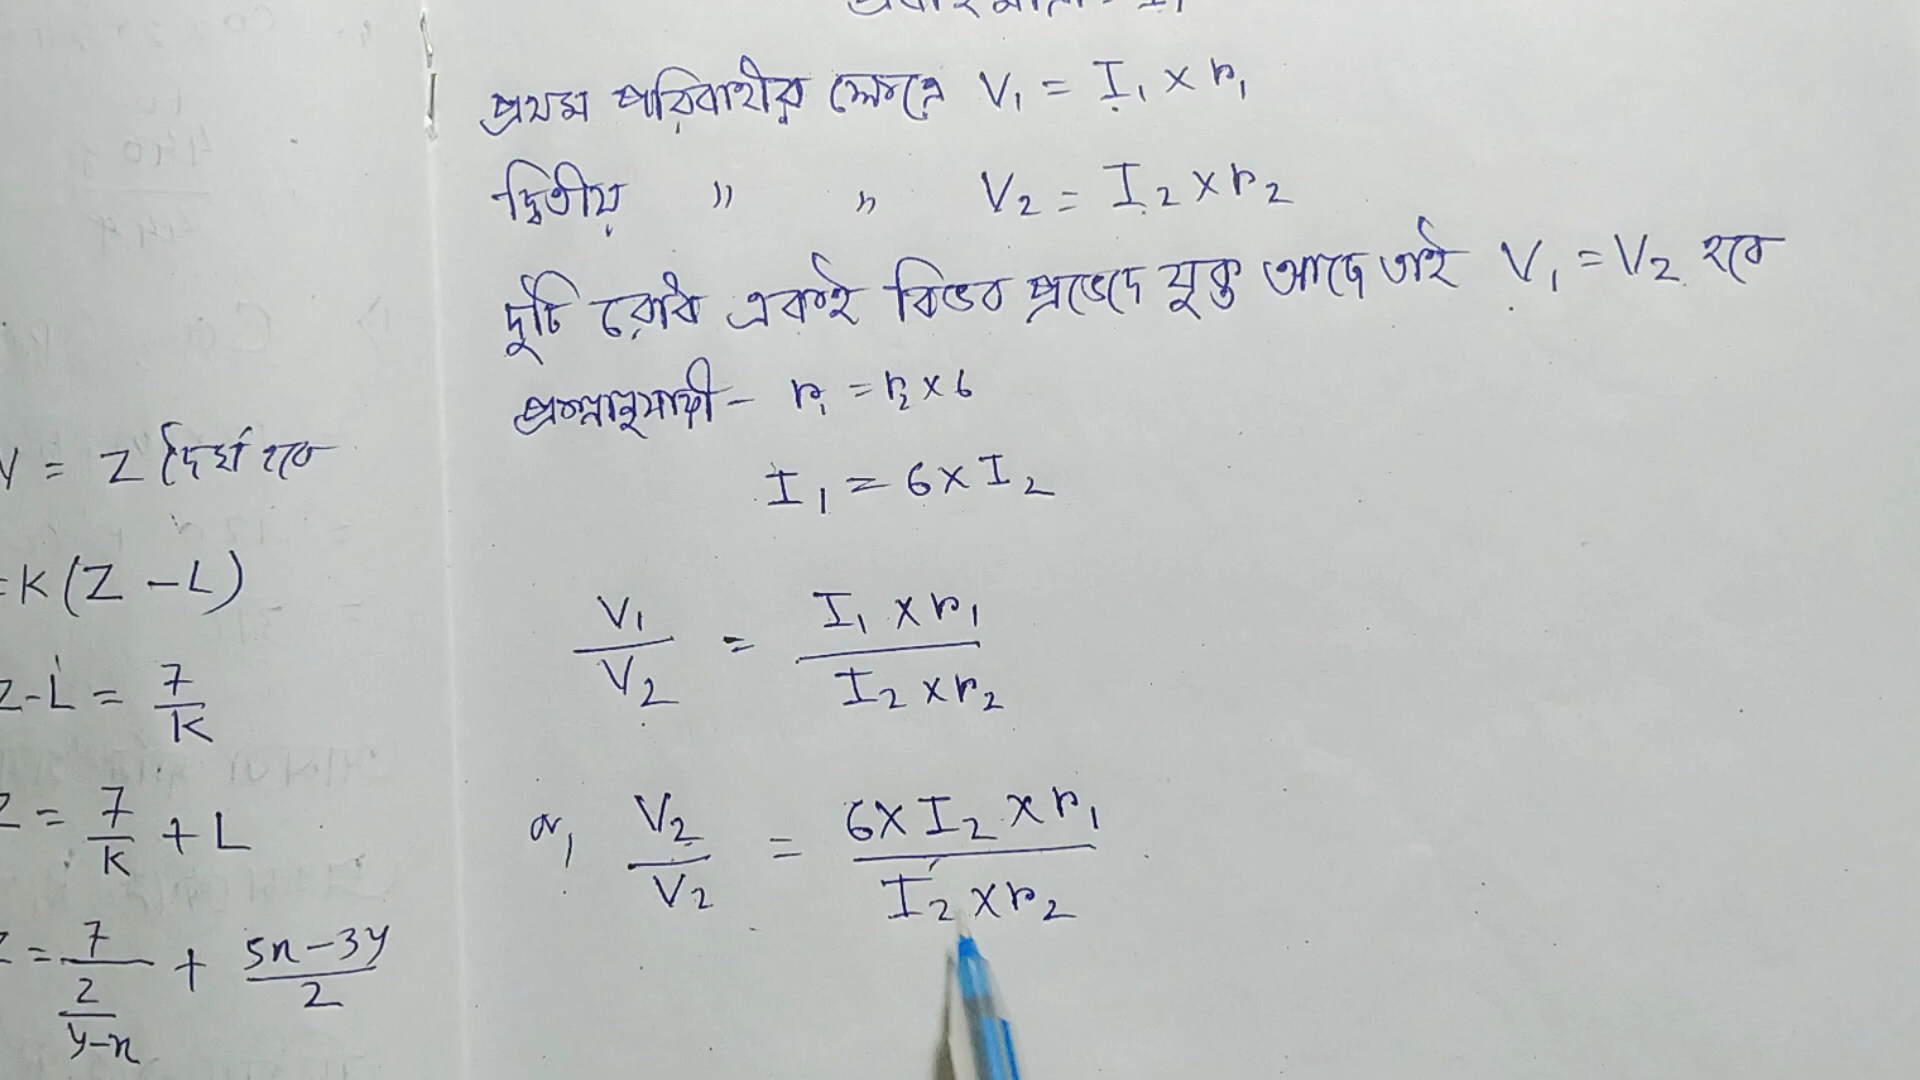 প্রথম পরিবাহীর ক্ষেত্রে V₁ = I₁ × r₁
দ্বিতীয় " " V₂ = I₂ × r₂
দুটি রোধ একই বিভব প্রভেদে যুক্ত আছে তাই V₁ = V₂ হবে
প্রশ্নানুযায়ী - r₁ = r₂ × 6
I₁ = 6 × I₂
V₁/V₂ = I₁ × r₁ / I₂ × r₂
বা, V₂/V₂ = 6 × I₂ × r₁ / I₂ × r₂
V = Z দৈর্ঘ্য হবে
= K (Z - L)
Z - L = 7/K
Z = 7/K + L
Z = 7/(2/(y-x)) + (5x - 3y)/2